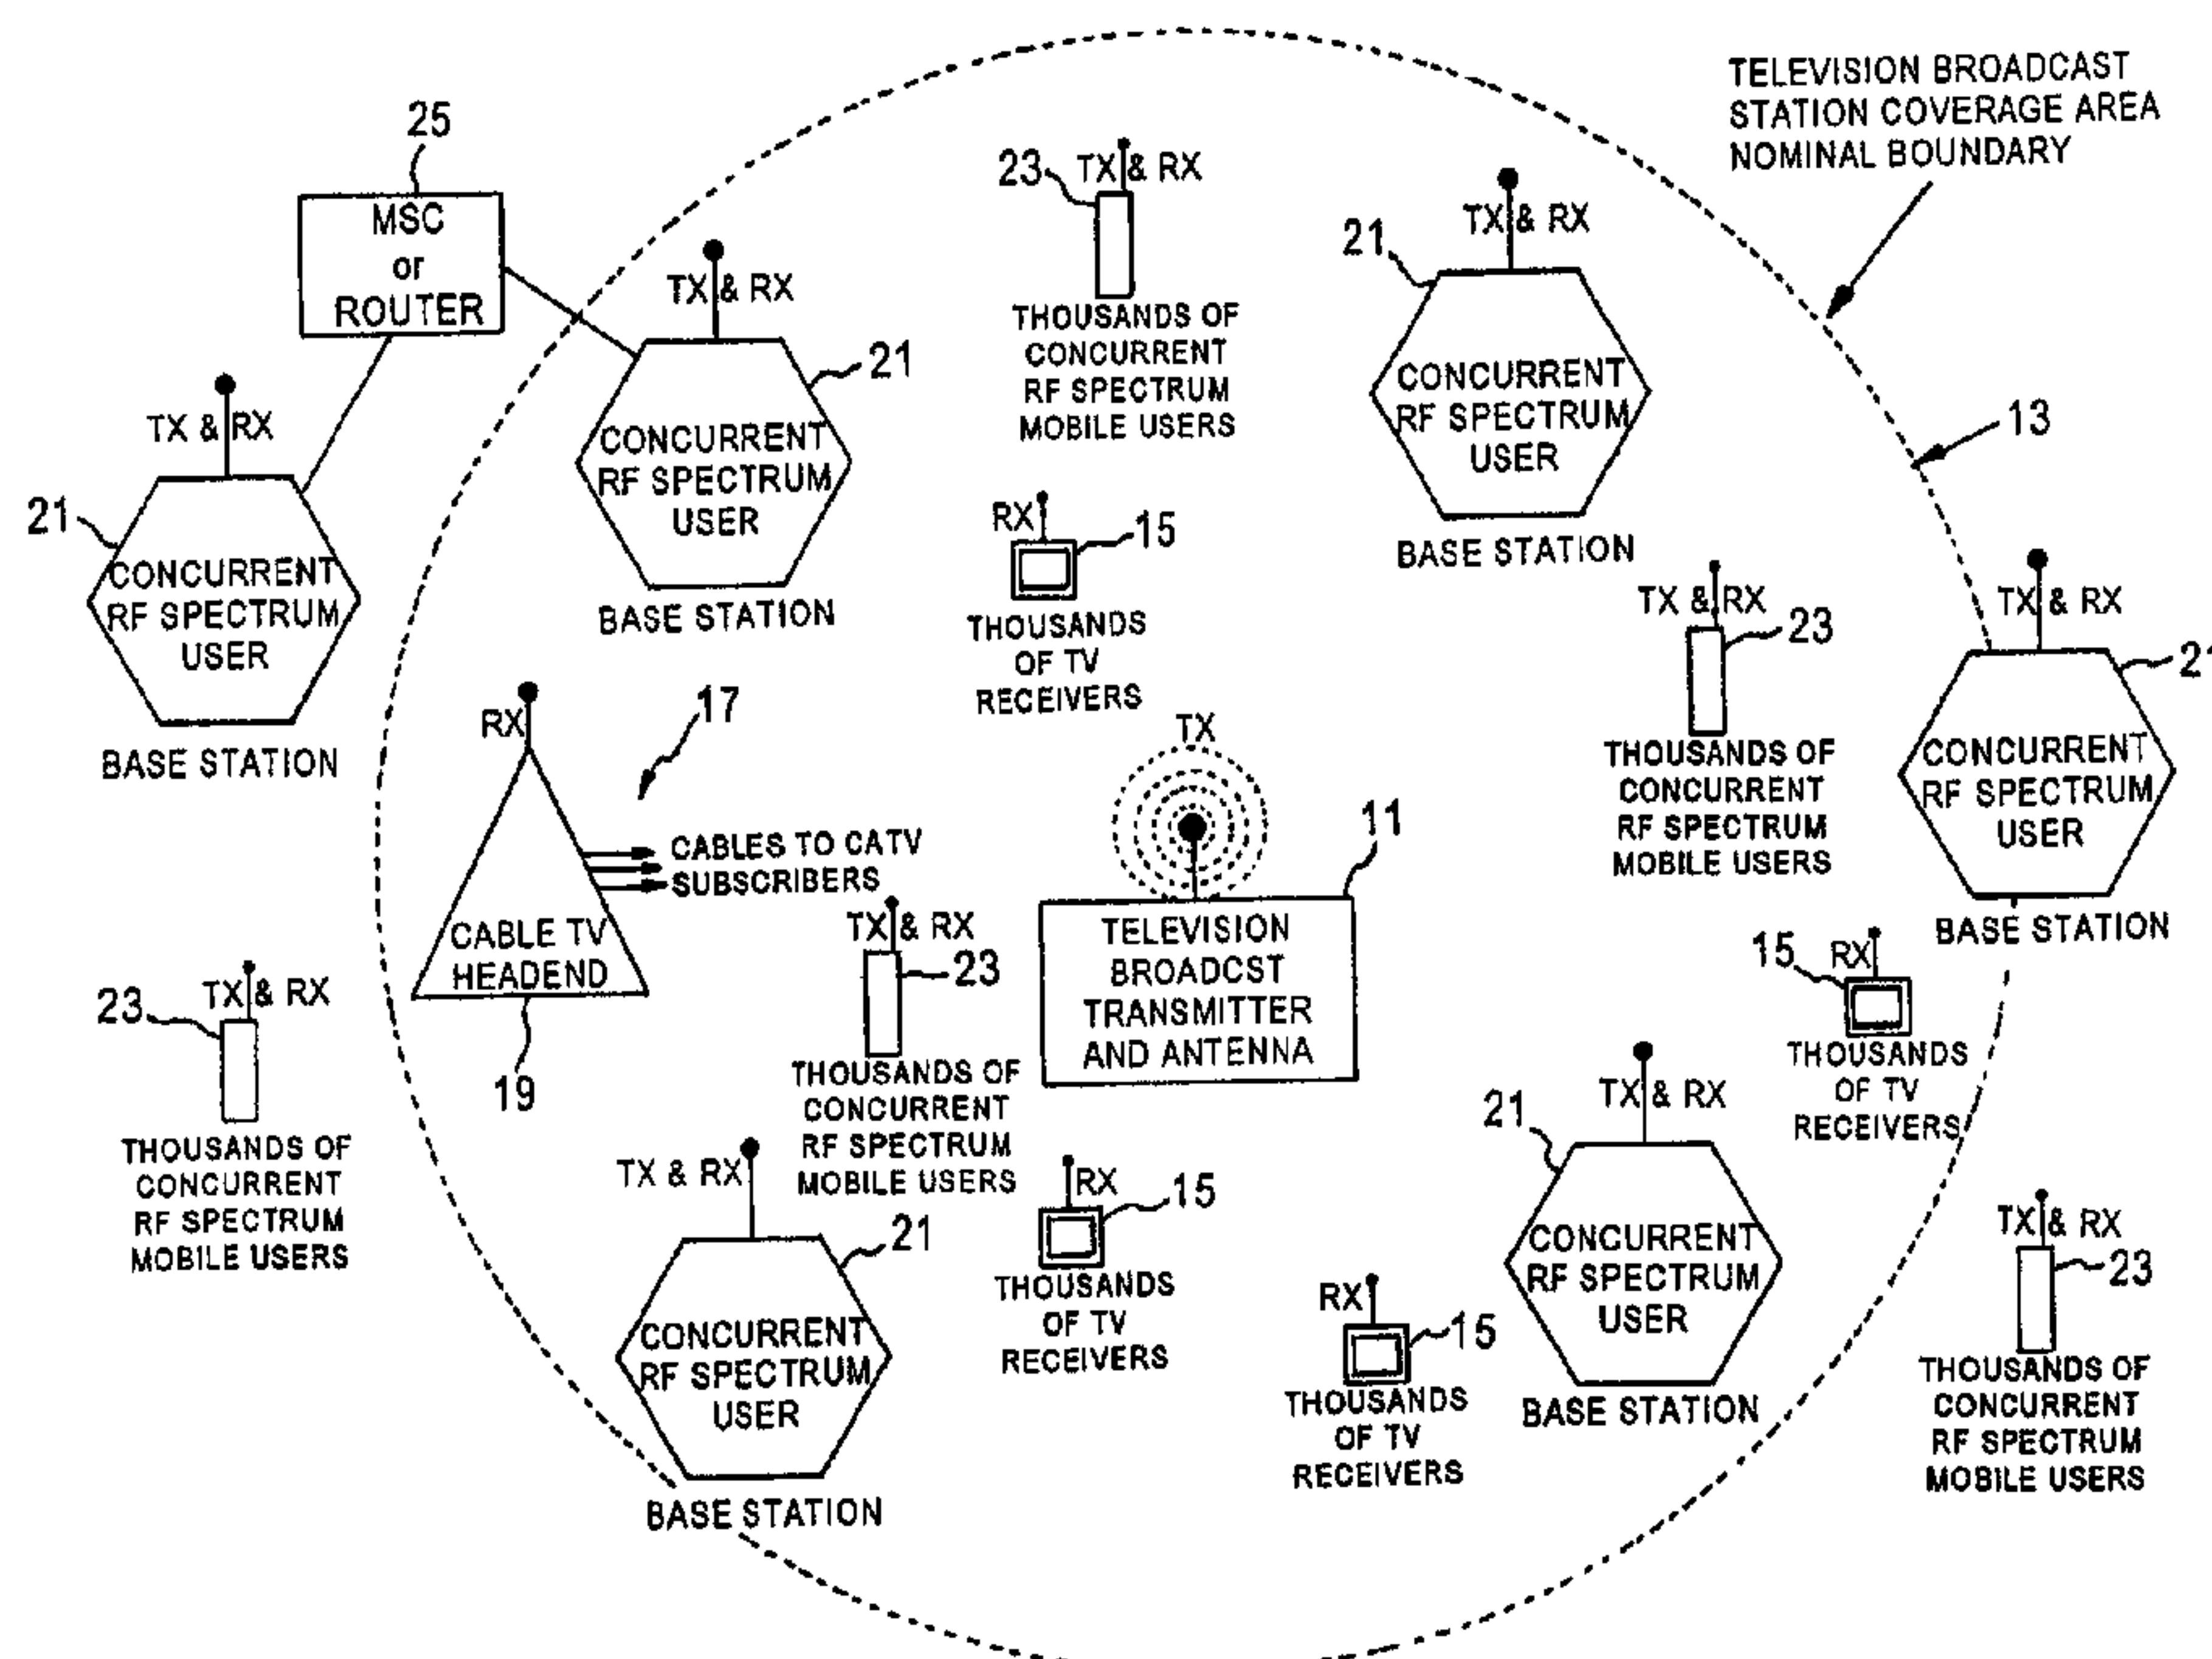 TELEVISION BROADCAST
STATION COVERAGE AREA
NOMINAL BOUNDARY
25
MSC
or
ROUTER
23
TX & RX
THOUSANDS OF
CONCURRENT
RF SPECTRUM
MOBILE USERS
TX & RX
21
CONCURRENT
RF SPECTRUM
USER
BASE STATION
TX & RX
21
CONCURRENT
RF SPECTRUM
USER
BASE STATION
13
TX & RX
21
CONCURRENT
RF SPECTRUM
USER
BASE STATION
RX
15
THOUSANDS
OF TV
RECEIVERS
TX & RX
23
THOUSANDS OF
CONCURRENT
RF SPECTRUM
MOBILE USERS
TX & RX
CONCURRENT
RF SPECTRUM
USER
BASE STATION
RX
17
CABLES TO CATV
SUBSCRIBERS
CABLE TV
HEADEND
19
TX
11
TELEVISION
BROADCST
TRANSMITTER
AND ANTENNA
TX & RX
23
THOUSANDS OF
CONCURRENT
RF SPECTRUM
MOBILE USERS
23
TX & RX
THOUSANDS OF
CONCURRENT
RF SPECTRUM
MOBILE USERS
15
RX
THOUSANDS
OF TV
RECEIVERS
TX & RX
21
CONCURRENT
RF SPECTRUM
USER
BASE STATION
RX
15
THOUSANDS
OF TV
RECEIVERS
RX
15
THOUSANDS
OF TV
RECEIVERS
21
TX & RX
CONCURRENT
RF SPECTRUM
USER
BASE STATION
TX & RX
23
THOUSANDS OF
CONCURRENT
RF SPECTRUM
MOBILE USERS